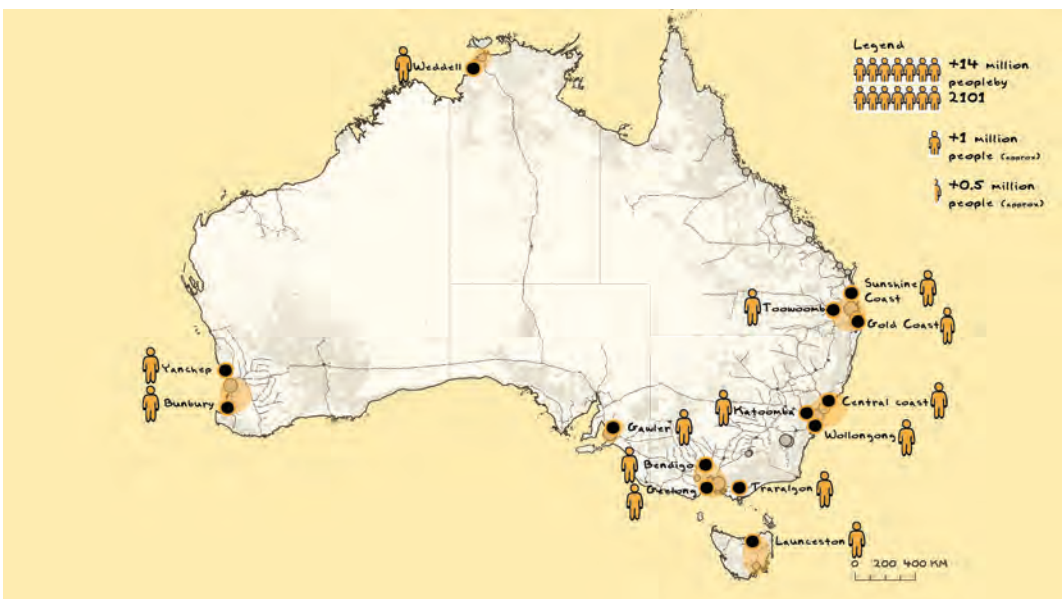 Legend
+14 million
peopleby
2101
+1 million
people (approx)
+0.5 million
people (approx)
Weddell
Sunshine
Coast
Toowoomb
Gold Coast
Yanchep
Bunbury
Central coast
Katoomba
Wollongong
Gawler
Bendigo
Geelong
Traralgon
Launceston
0 200 400 KM